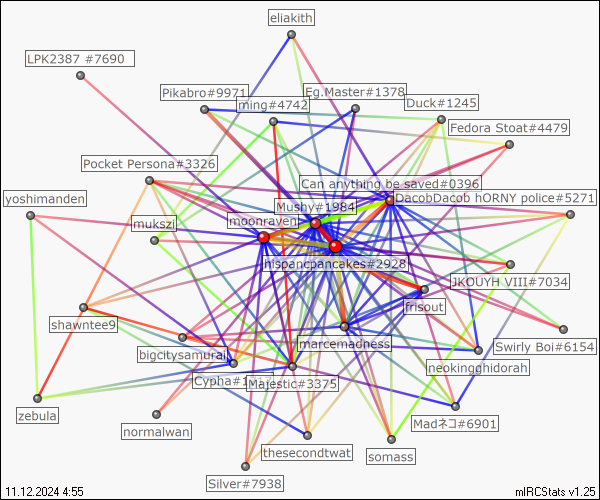 eliakith
LPK2387 #7690
Pikabro#9971
Eg.Master#1378
ming#4742
Duck#1245
Fedora Stoat#4479
Pocket Persona#3326
Can anything be saved#0396
yoshimanden
DacobDacob hORNY police#5271
Mushy#1984
mukszi
moonraven
hispancpancakes#2928
JKOUYH VIII#7034
frisout
shawntee9
marcemadness
Swirly Boi#6154
bigcitysamurai
neokingghidorah
Majestic#3375
zebula
Madネコ#6901
normalwan
thesecondtwat
somass
Silver#7938
11.12.2024 4:55
mIRCStats v1.25